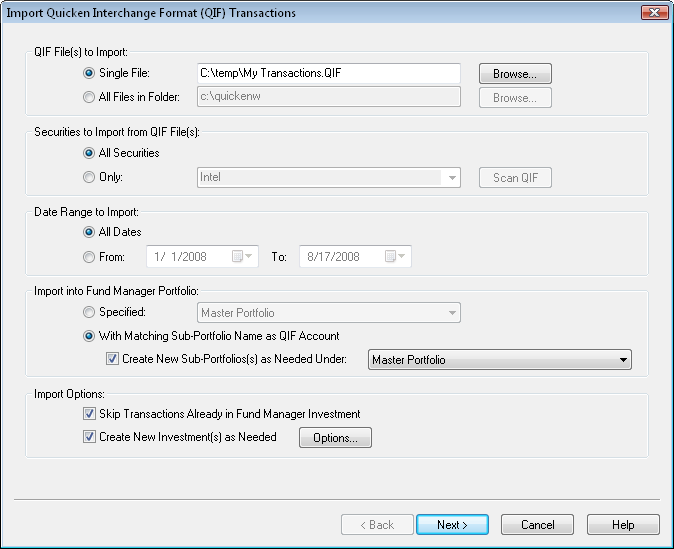 Import Quicken Interchange Format (QIF) Transactions
QIF File(s) to Import:
Single File: C:\temp\My Transactions.QIF Browse...
All Files in Folder: c:\quickenw Browse...
Securities to Import from QIF File(s):
All Securities
Only: Intel Scan QIF
Date Range to Import:
All Dates
From: 1/ 1/2008 To: 8/17/2008
Import into Fund Manager Portfolio:
Specified: Master Portfolio
With Matching Sub-Portfolio Name as QIF Account
Create New Sub-Portfolios(s) as Needed Under: Master Portfolio
Import Options:
Skip Transactions Already in Fund Manager Investment
Create New Investment(s) as Needed Options...
< Back Next > Cancel Help